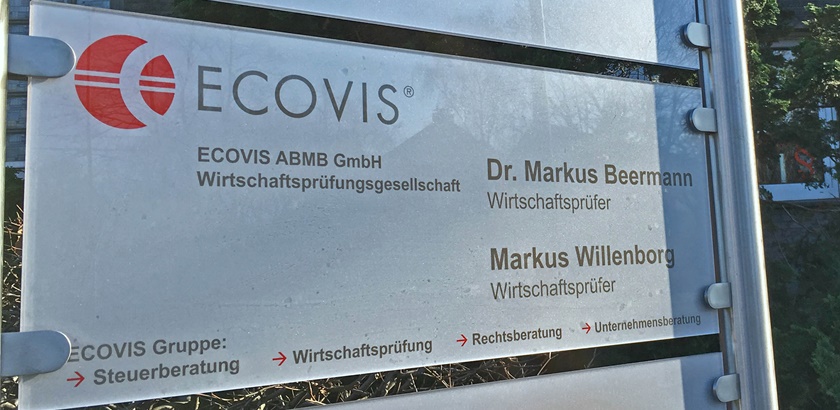 ECOVIS®
ECOVIS ABMB GmbH
Wirtschaftsprüfungsgesellschaft
Dr. Markus Beermann
Wirtschaftsprüfer
Markus Willenborg
Wirtschaftsprüfer
ECOVIS Gruppe:
→ Steuerberatung → Wirtschaftsprüfung → Rechtsberatung → Unternehmensberatung